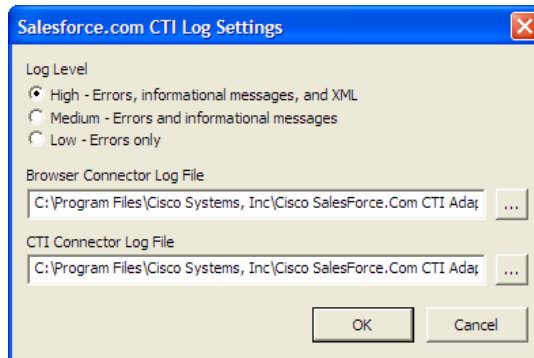 Salesforce.com CTI Log Settings
Log Level
High - Errors, informational messages, and XML
Medium - Errors and informational messages
Low - Errors only
Browser Connector Log File
C:\Program Files\Cisco Systems, Inc\Cisco SalesForce.Com CTI Adap
...
CTI Connector Log File
C:\Program Files\Cisco Systems, Inc\Cisco SalesForce.Com CTI Adap
...
OK Cancel